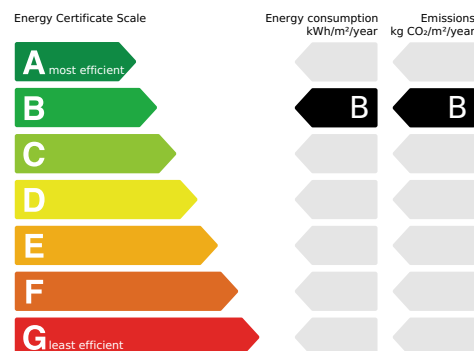 Energy Certificate Scale
Energy consumption
kWh/m²/year
Emissions
kg CO₂/m²/year
A most efficient
B B B
C
D
E
F
G least efficient